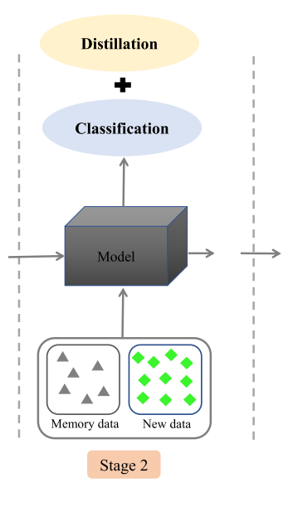 Distillation
Classification
Model
Memory data
New data
Stage 2